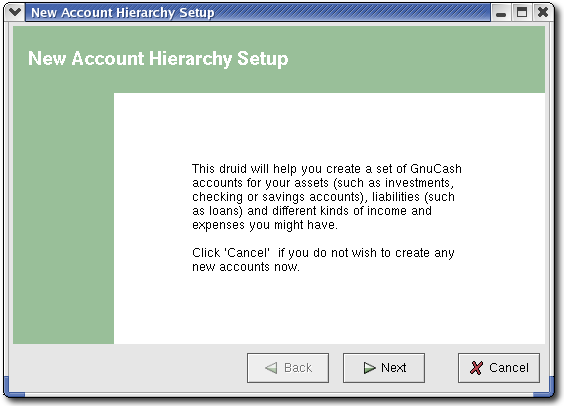 New Account Hierarchy Setup
New Account Hierarchy Setup
This druid will help you create a set of GnuCash
accounts for your assets (such as investments,
checking or savings accounts), liabilities (such
as loans) and different kinds of income and
expenses you might have.
Click 'Cancel'  if you do not wish to create any
new accounts now.
Back
Next
Cancel